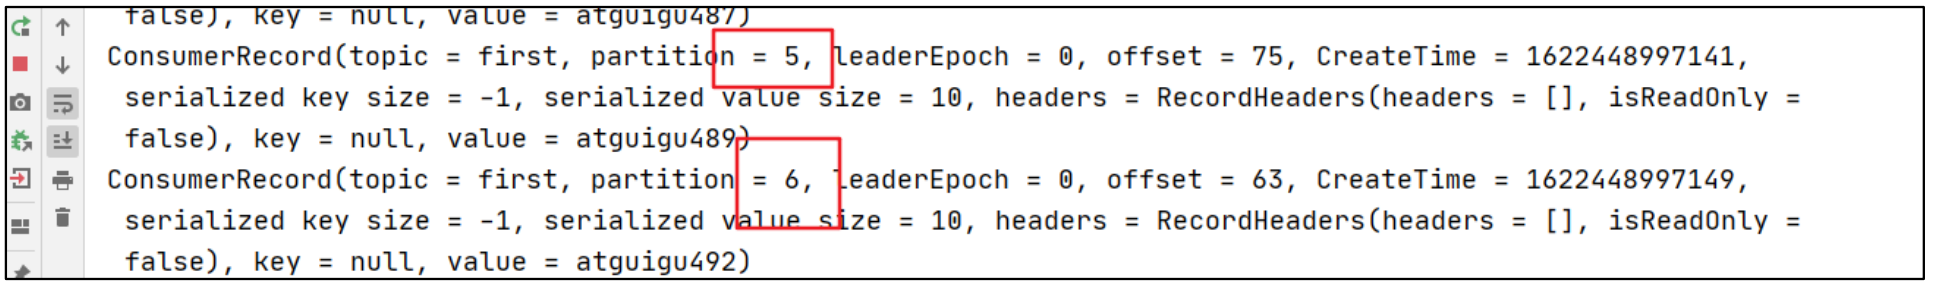 false), key = null, value = atguigu487)
ConsumerRecord(topic = first, partition = 5, leaderEpoch = 0, offset = 75, CreateTime = 1622448997141,
serialized key size = -1, serialized value size = 10, headers = RecordHeaders(headers = [], isReadOnly =
false), key = null, value = atguigu489)
ConsumerRecord(topic = first, partition = 6, leaderEpoch = 0, offset = 63, CreateTime = 1622448997149,
serialized key size = -1, serialized value size = 10, headers = RecordHeaders(headers = [], isReadOnly =
false), key = null, value = atguigu492)